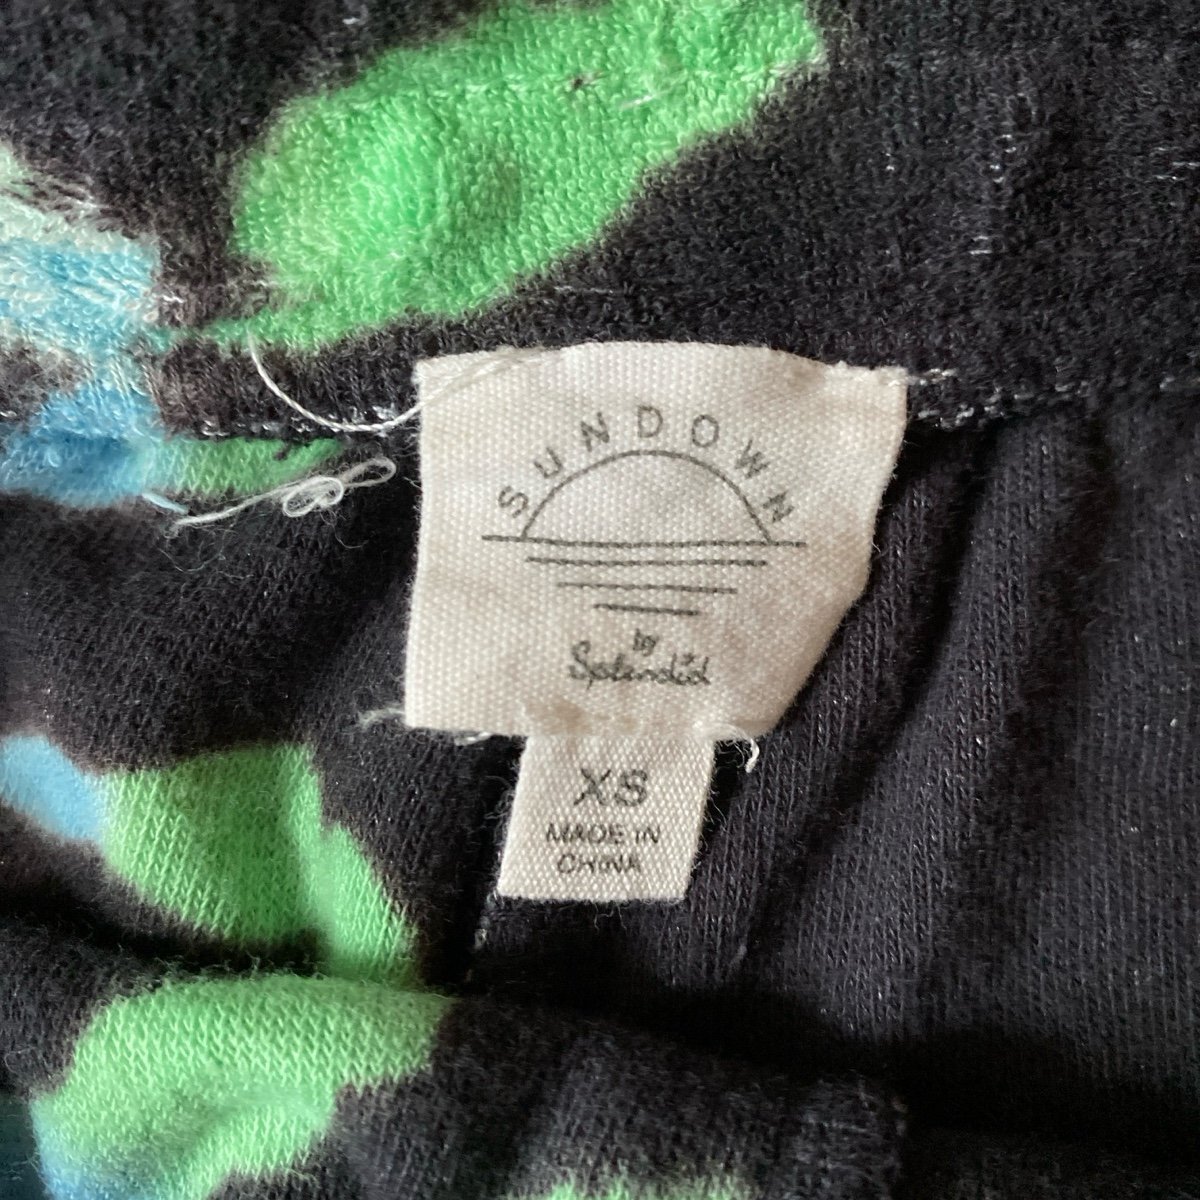 SUNDOWN
by
Splendid
XS
MADE IN
CHINA